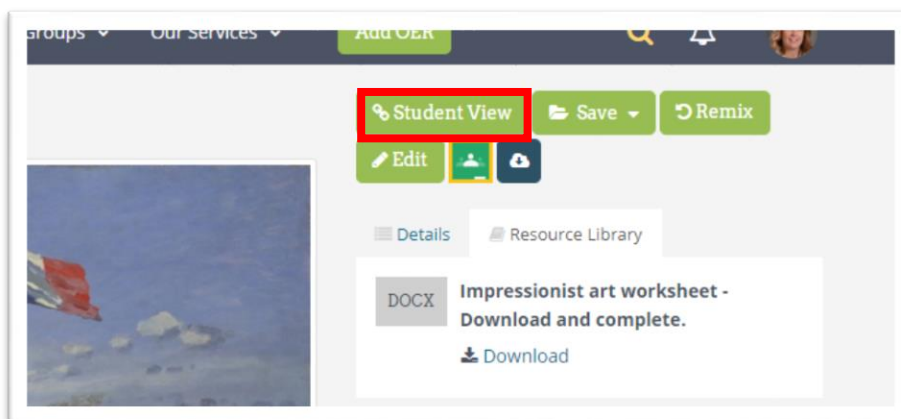 Groups Our Services Add OER
Student View Save Remix
Edit
Details Resource Library
DOCX Impressionist art worksheet -
Download and complete.
Download